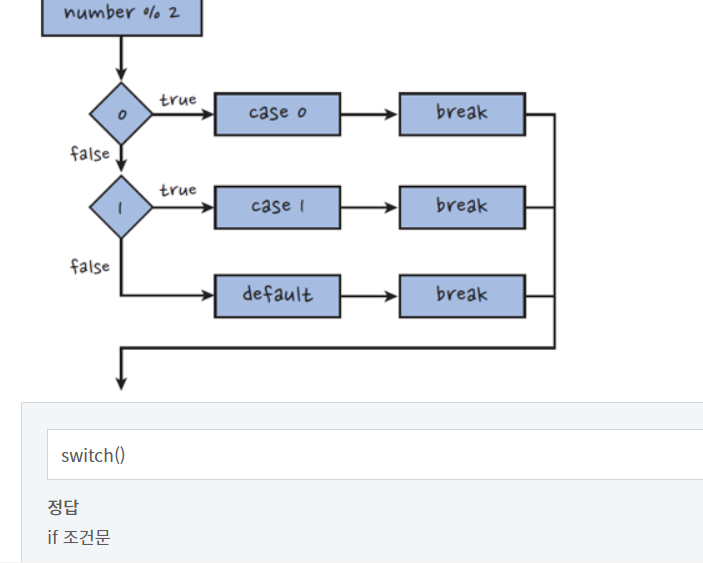 number % 2
0
true
case 0
break
false
1
true
case 1
break
false
default
break
switch()
정답
if 조건문